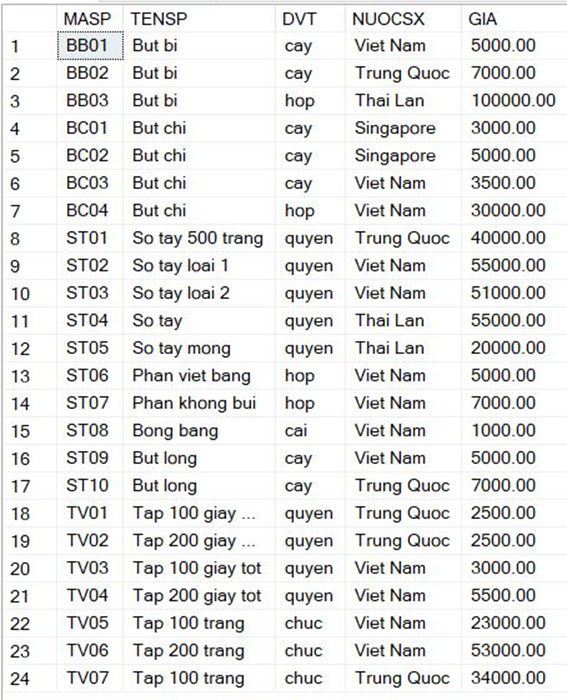 MASP TENSP DVT NUOCSX GIA
1 BB01 But bi cay Viet Nam 5000.00
2 BB02 But bi cay Trung Quoc 7000.00
3 BB03 But bi hop Thai Lan 100000.00
4 BC01 But chi cay Singapore 3000.00
5 BC02 But chi cay Singapore 5000.00
6 BC03 But chi cay Viet Nam 3500.00
7 BC04 But chi hop Viet Nam 30000.00
8 ST01 So tay 500 trang quyen Trung Quoc 40000.00
9 ST02 So tay loai 1 quyen Viet Nam 55000.00
10 ST03 So tay loai 2 quyen Viet Nam 51000.00
11 ST04 So tay quyen Thai Lan 55000.00
12 ST05 So tay mong quyen Thai Lan 20000.00
13 ST06 Phan viet bang hop Viet Nam 5000.00
14 ST07 Phan khong bui hop Viet Nam 7000.00
15 ST08 Bong bang cai Viet Nam 1000.00
16 ST09 But long cay Viet Nam 5000.00
17 ST10 But long cay Trung Quoc 7000.00
18 TV01 Tap 100 giay ... quyen Trung Quoc 2500.00
19 TV02 Tap 200 giay ... quyen Trung Quoc 2500.00
20 TV03 Tap 100 giay tot quyen Viet Nam 3000.00
21 TV04 Tap 200 giay tot quyen Viet Nam 5500.00
22 TV05 Tap 100 trang chuc Viet Nam 23000.00
23 TV06 Tap 200 trang chuc Viet Nam 53000.00
24 TV07 Tap 100 trang chuc Trung Quoc 34000.00